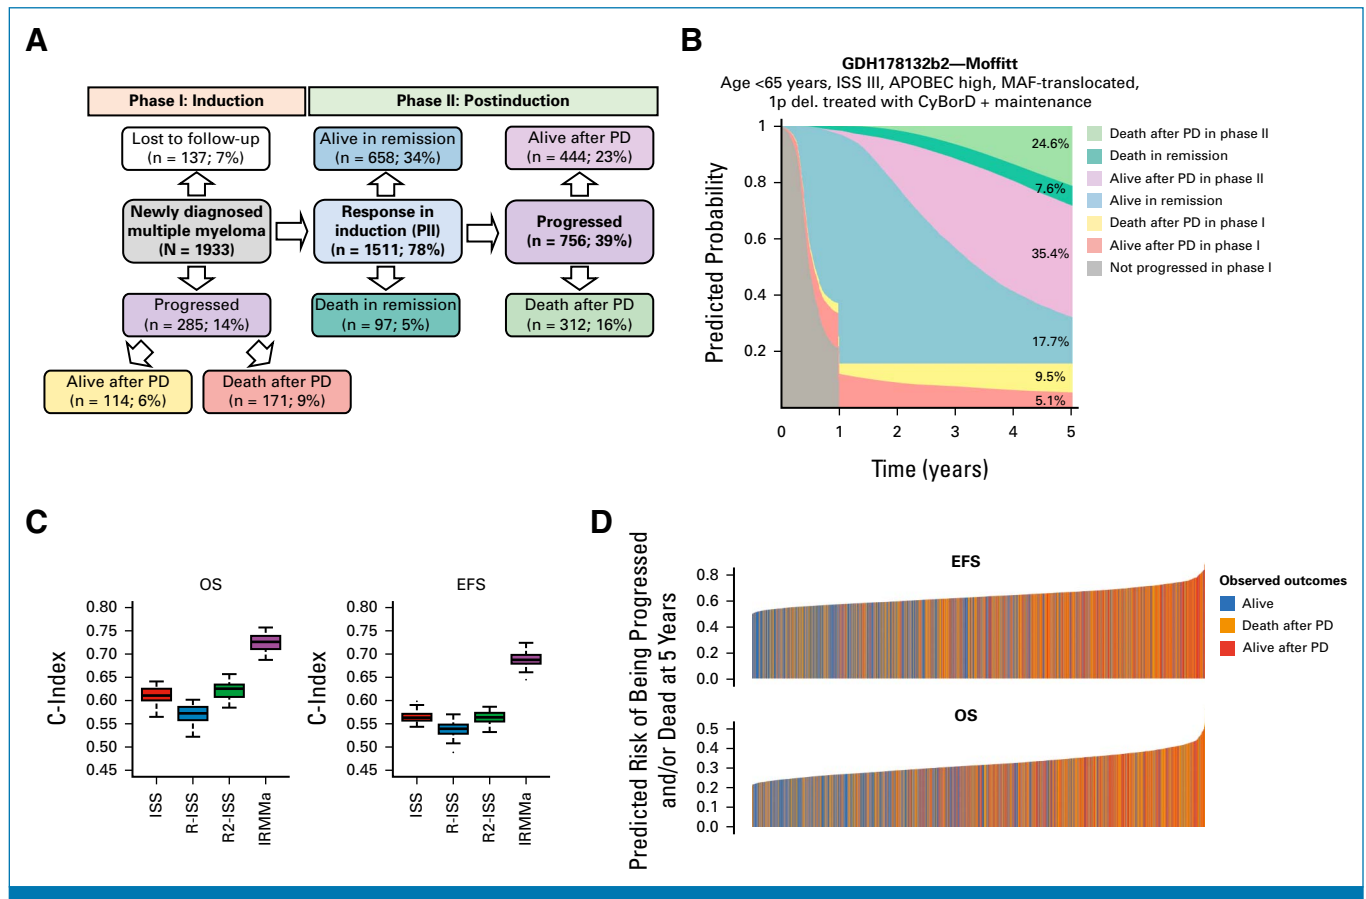 A
Phase I: Induction
Phase II: Postinduction
Lost to follow-up
(n = 137; 7%)
Alive in remission
(n = 658; 34%)
Alive after PD
(n = 444; 23%)
Newly diagnosed
multiple myeloma
(N = 1933)
Response in
induction (PII)
(n = 1511; 78%)
Progressed
(n = 756; 39%)
Progressed
(n = 285; 14%)
Death in remission
(n = 97; 5%)
Death after PD
(n = 312; 16%)
Alive after PD
(n = 114; 6%)
Death after PD
(n = 171; 9%)
B
GDH178132b2—Moffitt
Age <65 years, ISS III, APOBEC high, MAF-translocated,
1p del. treated with CyBorD + maintenance
Predicted Probability
1
0.8
0.6
0.4
0.2
24.6%
7.6%
35.4%
17.7%
9.5%
5.1%
0
1
2
3
4
5
Time (years)
Death after PD in phase II
Death in remission
Alive after PD in phase II
Alive in remission
Death after PD in phase I
Alive after PD in phase I
Not progressed in phase I
C
OS
C-Index
0.80
0.75
0.70
0.65
0.60
0.55
0.50
0.45
ISS
R-ISS
R2-ISS
IRMMa
EFS
C-Index
0.80
0.75
0.70
0.65
0.60
0.55
0.50
0.45
ISS
R-ISS
R2-ISS
IRMMa
D
Predicted Risk of Being Progressed
and/or Dead at 5 Years
EFS
0.8
0.6
0.4
0.2
0.0
OS
0.5
0.4
0.3
0.2
0.1
0.0
Observed outcomes
Alive
Death after PD
Alive after PD